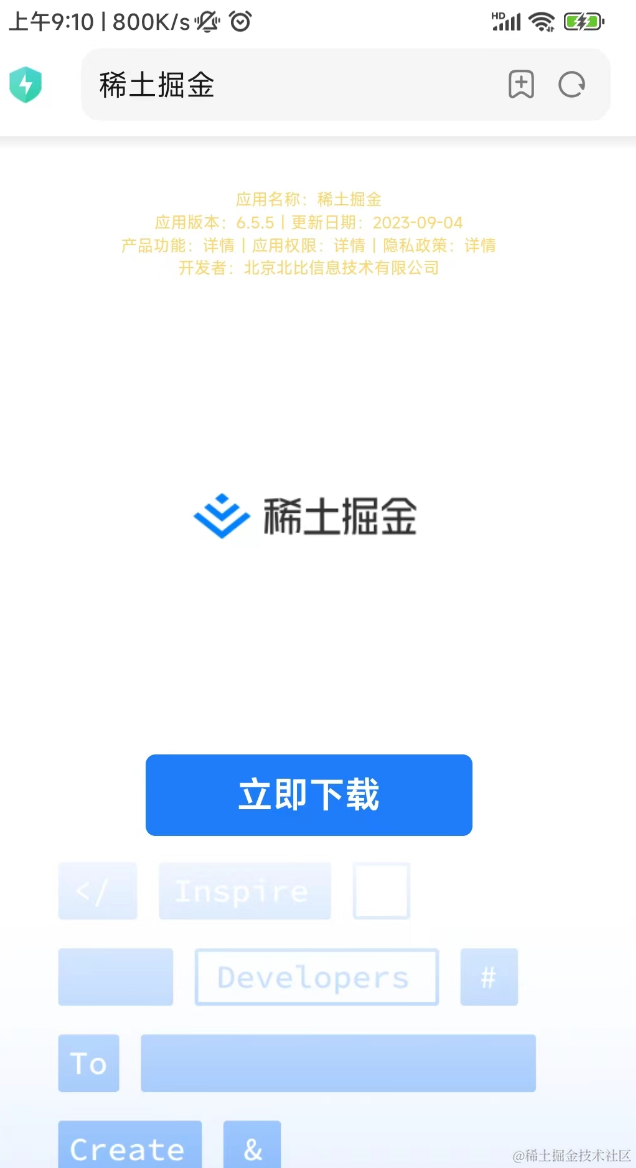 上午9:10 | 800K/s
HD
稀土掘金
应用名称：稀土掘金
应用版本：6.5.5 | 更新日期：2023-09-04
产品功能：详情 | 应用权限：详情 | 隐私政策：详情
开发者：北京北比信息技术有限公司
稀土掘金
立即下载
</ Inspire
Developers #
To
Create &
@稀土掘金技术社区